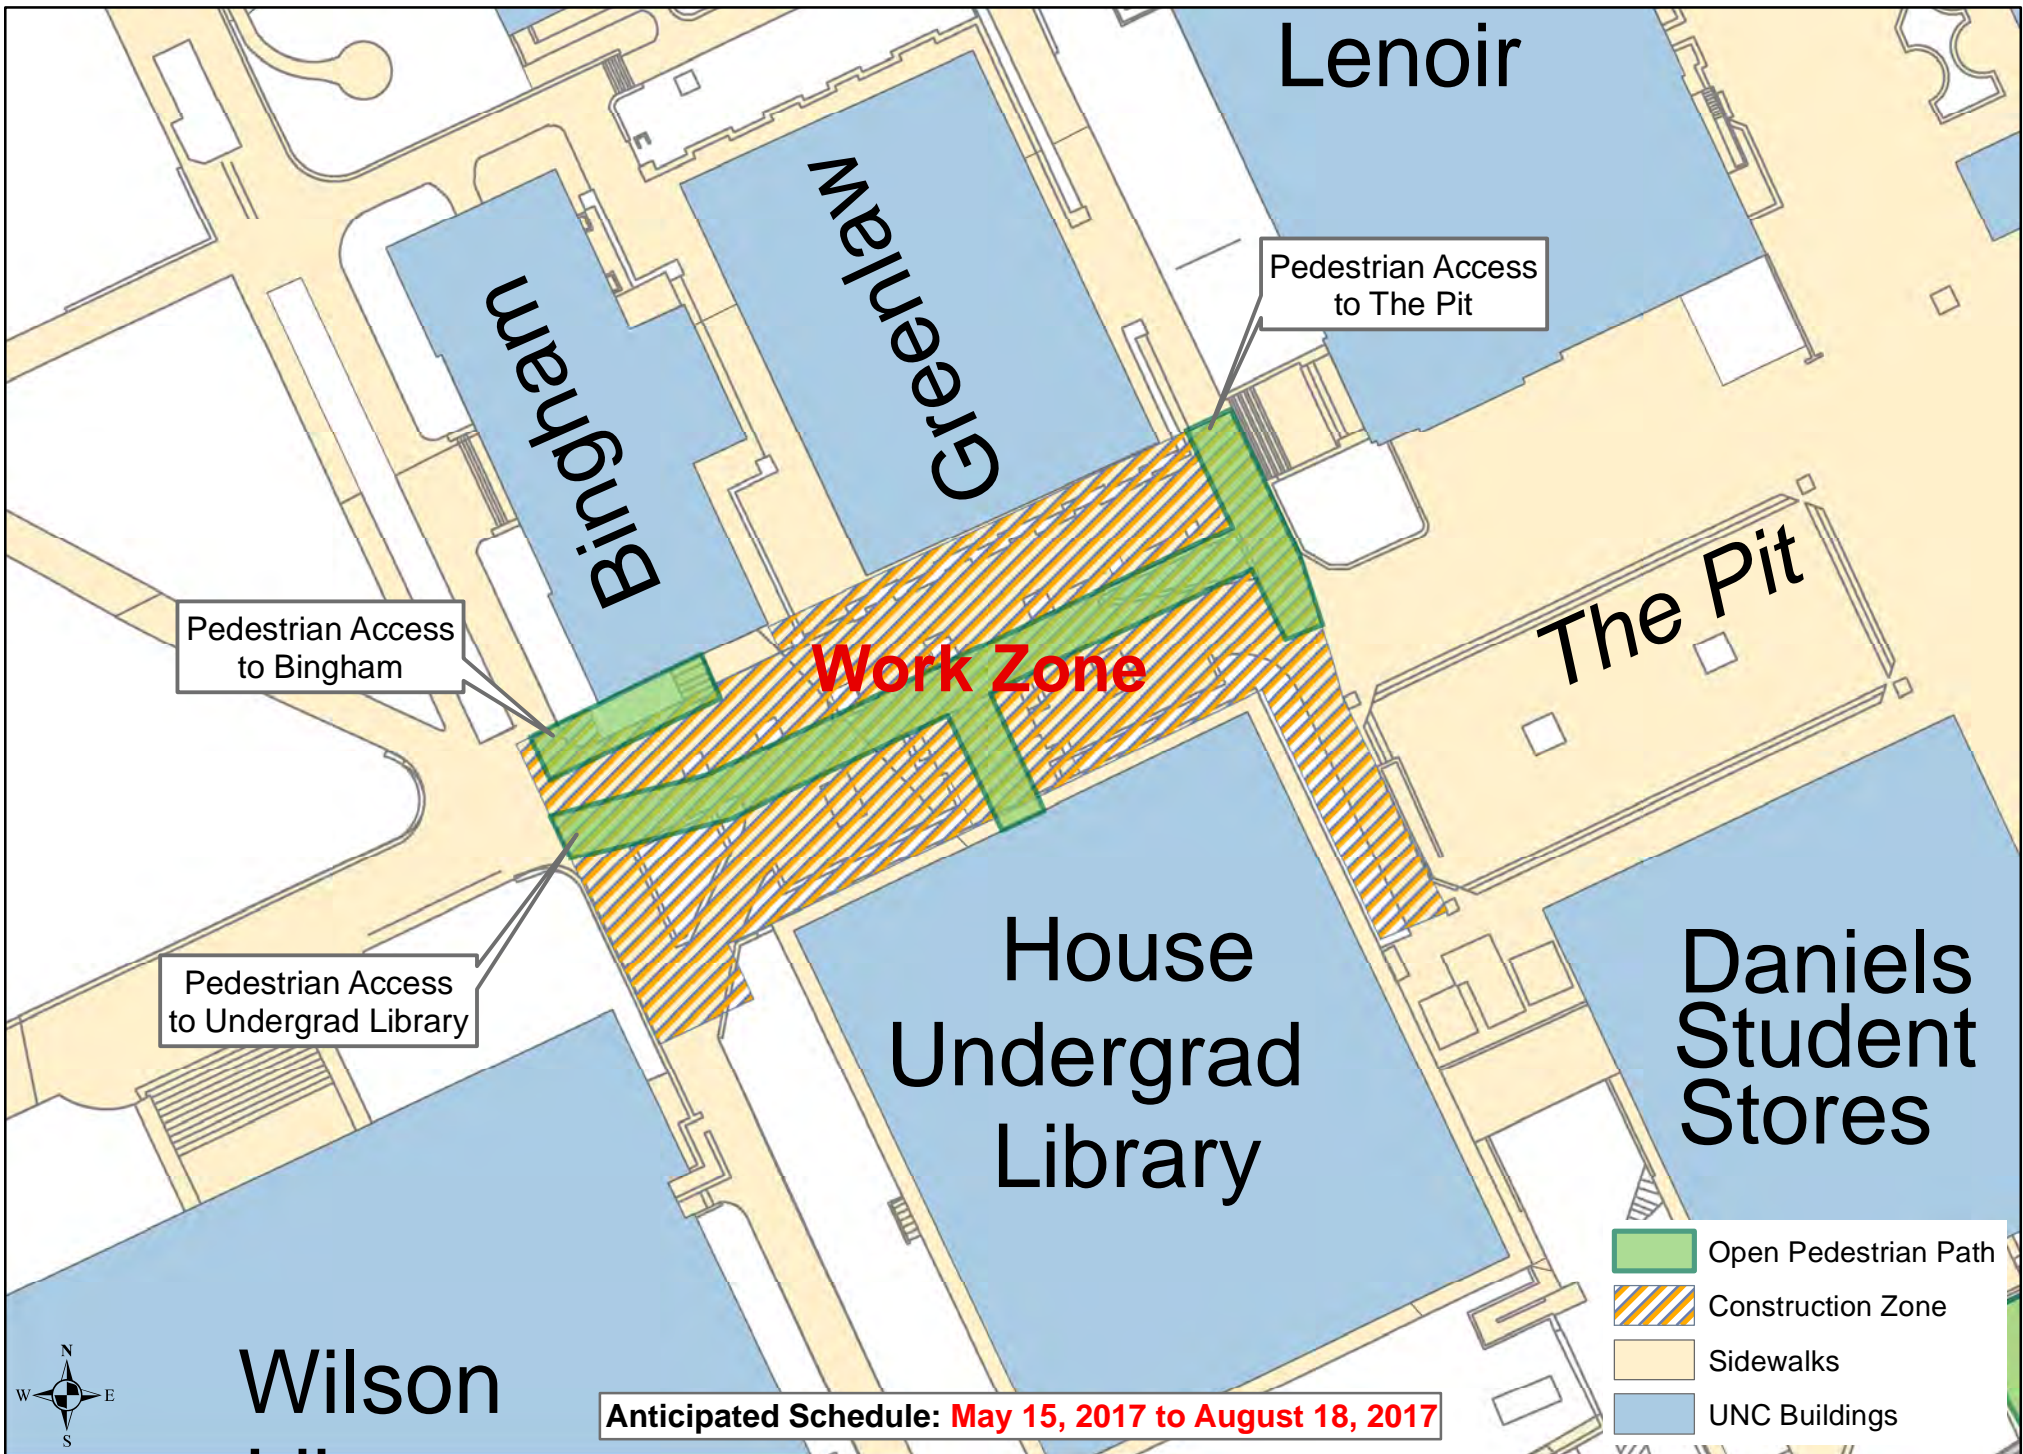 Lenoir
Greenlaw
Bingham
Pedestrian Access
to The Pit
The Pit
Pedestrian Access
to Bingham
Work Zone
Pedestrian Access
to Undergrad Library
House
Undergrad
Library
Daniels
Student
Stores
Wilson
Open Pedestrian Path
Construction Zone
Sidewalks
UNC Buildings
N
W E
S
Anticipated Schedule: May 15, 2017 to August 18, 2017